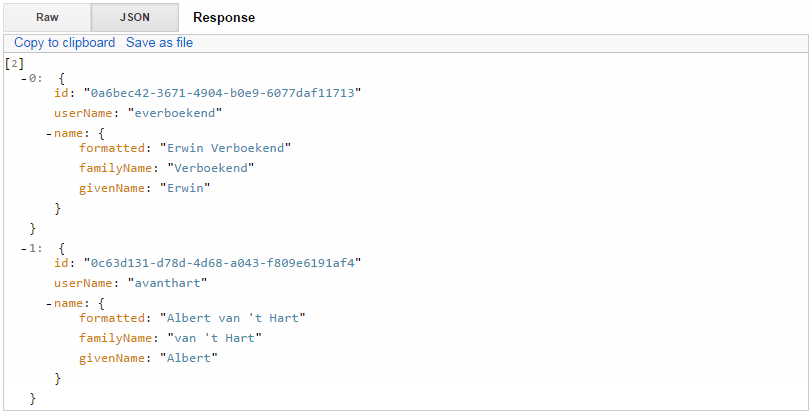 Raw JSON Response
Copy to clipboard Save as file
[2]
-0: {
id: "0a6bec42-3671-4904-b0e9-6077daf11713"
userName: "everboekend"
-name: {
formatted: "Erwin Verboekend"
familyName: "Verboekend"
givenName: "Erwin"
}
}
-1: {
id: "0c63d131-d78d-4d68-a043-f809e6191af4"
userName: "avanthart"
-name: {
formatted: "Albert van 't Hart"
familyName: "van 't Hart"
givenName: "Albert"
}
}